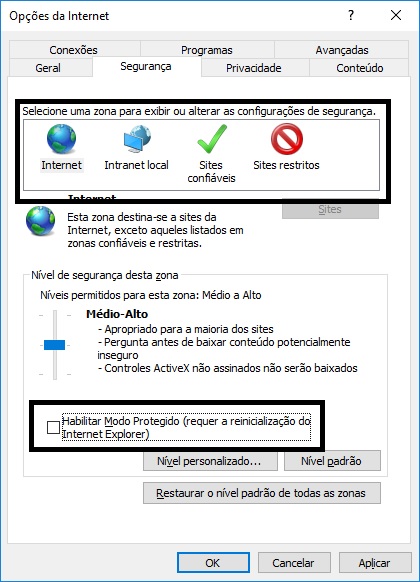 Opções da Internet
?
Conexões
Programas
Avançadas
Geral
Segurança
Privacidade
Conteúdo
Selecione uma zona para exibir ou alterar as configurações de segurança.
Internet
Intranet local
Sites
confiáveis
Sites restritos
Internet
Sites
Esta zona destina-se a sites da
Internet, exceto aqueles listados em
zonas confiáveis e restritas.
Nível de segurança desta zona
Níveis permitidos para esta zona: Médio a Alto
Médio-Alto
- Apropriado para a maioria dos sites
- Pergunta antes de baixar conteúdo potencialmente
inseguro
- Controles ActiveX não assinados não serão baixados
Habilitar Modo Protegido (requer a reinicialização do
Internet Explorer)
Nível personalizado...
Nível padrão
Restaurar o nível padrão de todas as zonas
OK
Cancelar
Aplicar